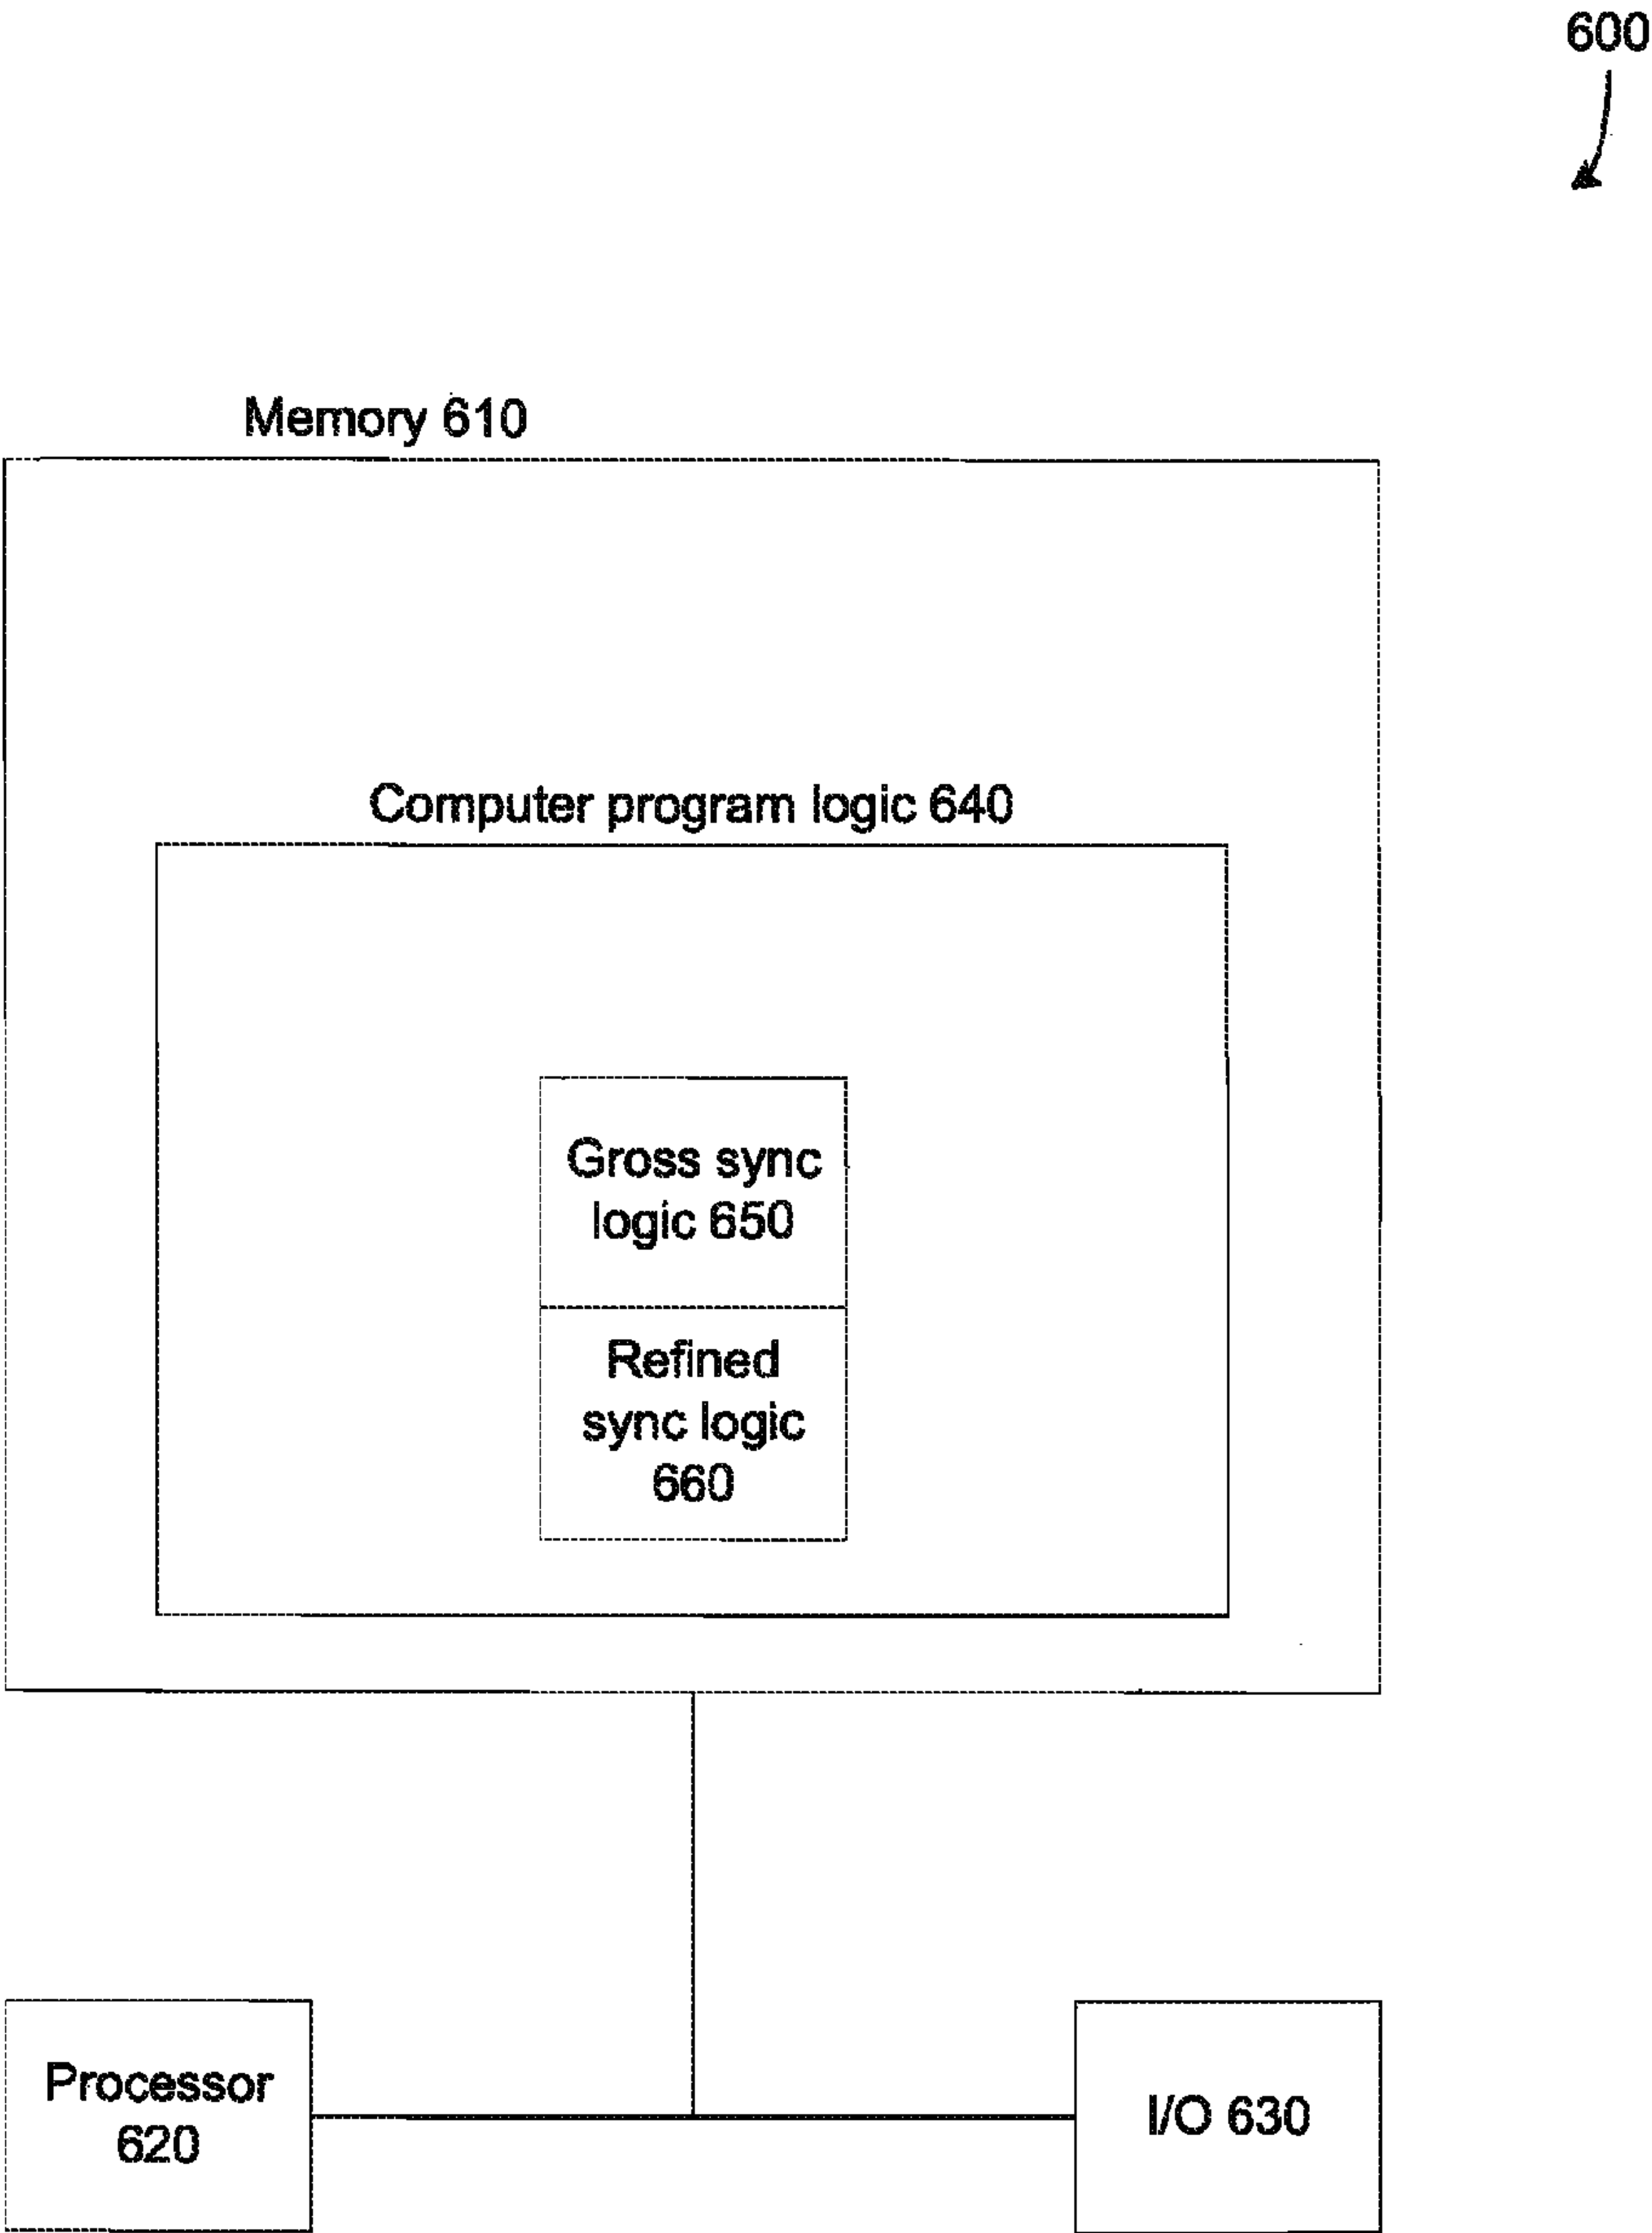 600
Memory 610
Computer program logic 640
Gross sync
logic 650
Refined
sync logic
660
Processor
620
I/O 630